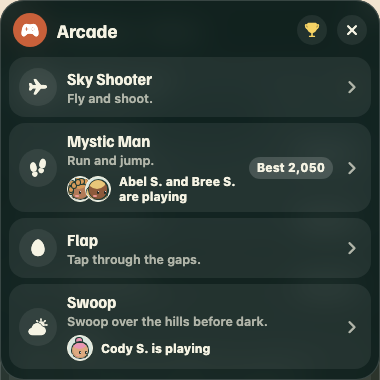 Arcade
Sky Shooter
Fly and shoot.
Mystic Man
Run and jump.
Best 2,050
Abel S. and Bree S.
are playing
Flap
Tap through the gaps.
Swoop
Swoop over the hills before dark.
Cody S. is playing